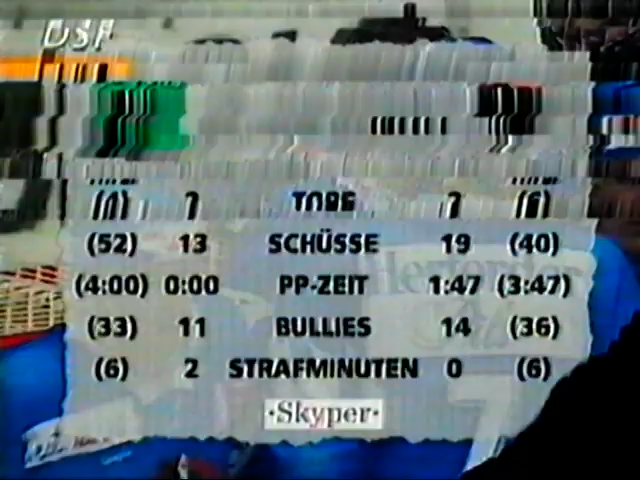 DSF
TORE
(52) 13 SCHÜSSE 19 (40)
(4:00) 0:00 PP-ZEIT 1:47 (3:47)
(33) 11 BULLIES 14 (36)
(6) 2 STRAFMINUTEN 0 (6)
·Skyper·
7